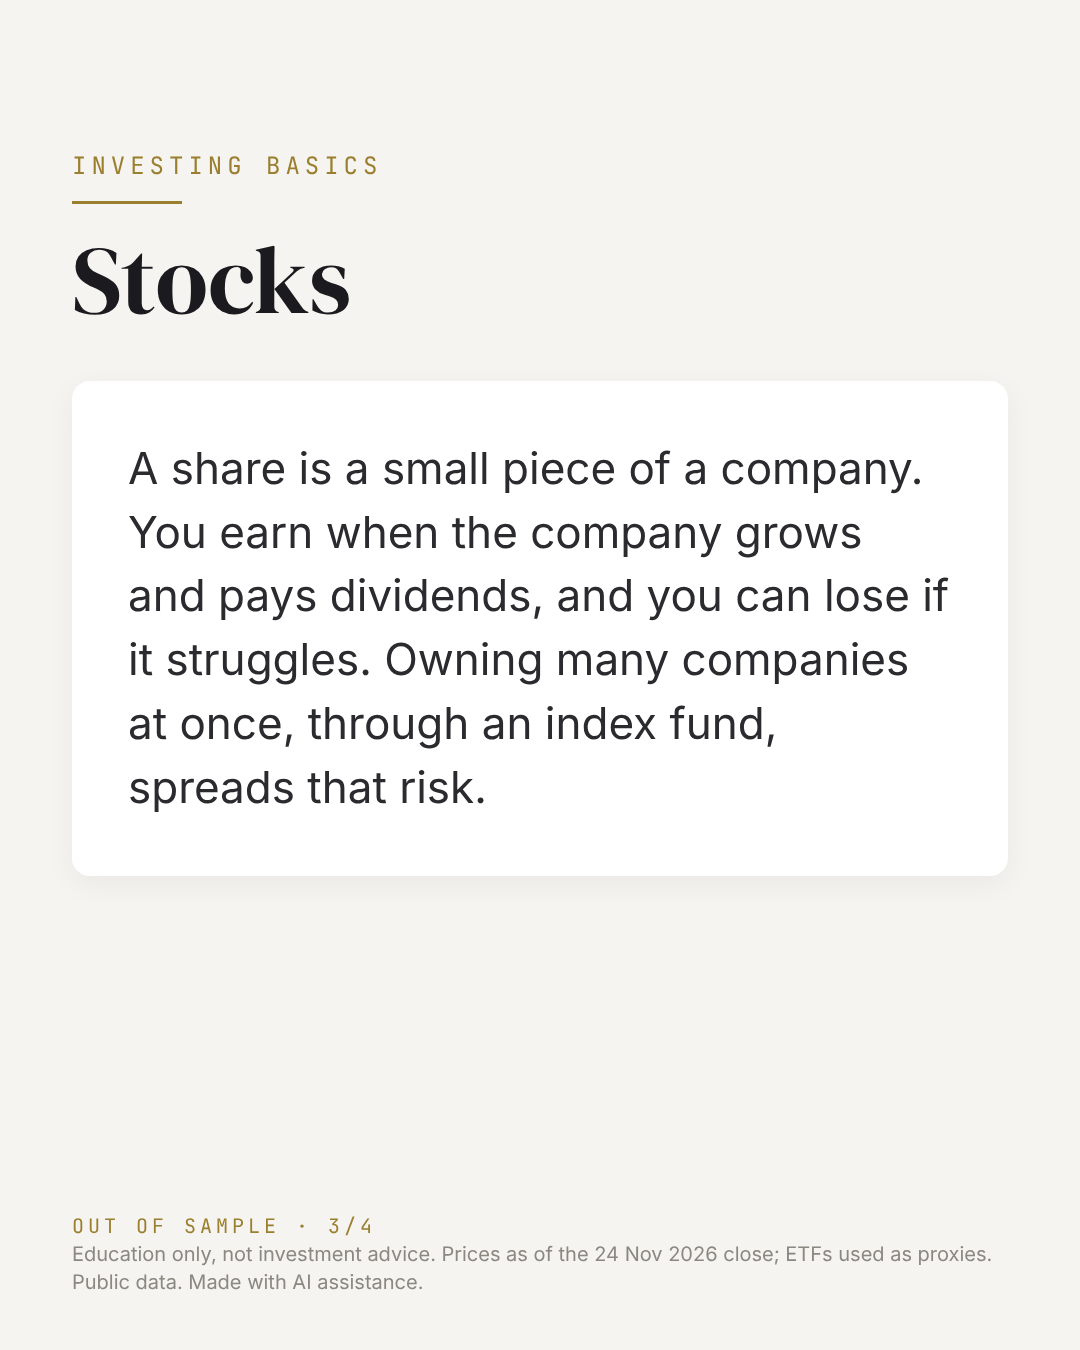 INVESTING BASICS
Stocks
A share is a small piece of a company.
You earn when the company grows
and pays dividends, and you can lose if
it struggles. Owning many companies
at once, through an index fund,
spreads that risk.
OUT OF SAMPLE · 3/4
Education only, not investment advice. Prices as of the 24 Nov 2026 close; ETFs used as proxies.
Public data. Made with AI assistance.